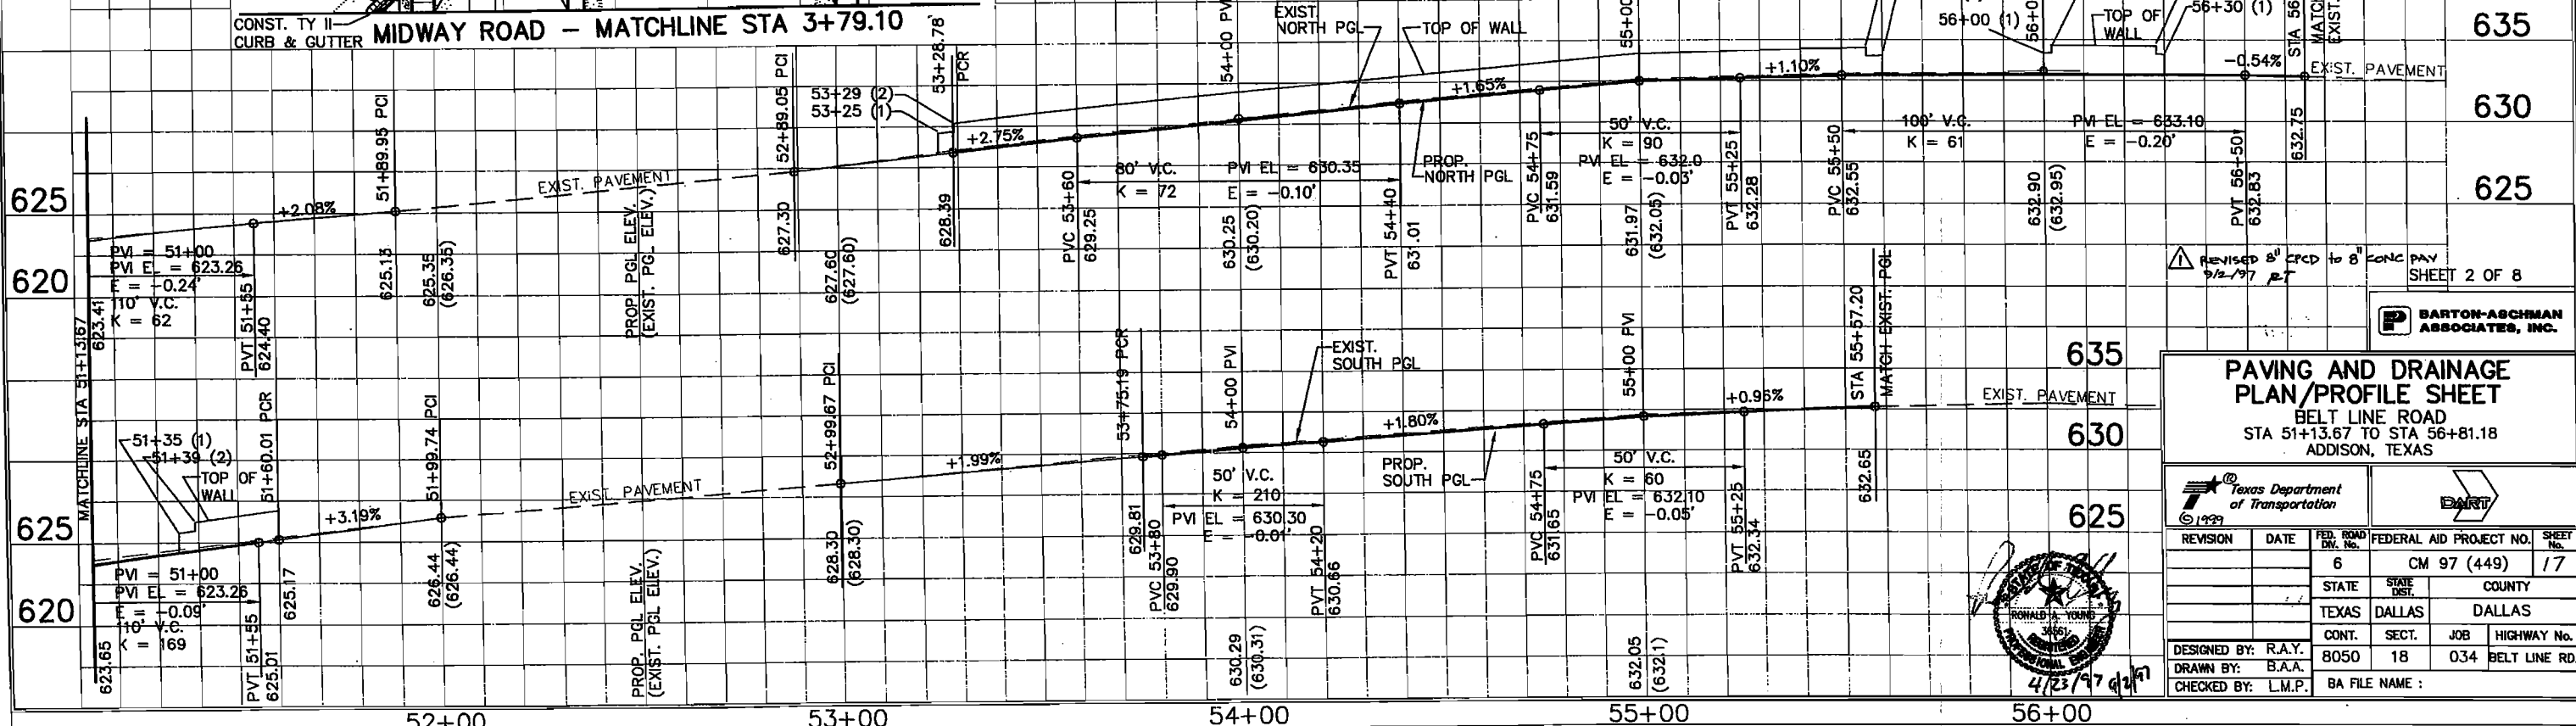 CONST. TY II
CURB & GUTTER
MIDWAY ROAD – MATCHLINE STA 3+79.10
EXIST.
NORTH PGL
TOP OF WALL
54+00 PV
55+00
56+00 (1)
56+0
TOP OF
WALL
56+30 (1)
STA 56
MATC
EXIST.
635
630
625
625
620
51+89.95 PCI
52+89.05 PCI
53+29 (2)
53+25 (1)
53+28.78
PCR
+2.08%
EXIST. PAVEMENT
+2.75%
+1.65%
+1.10%
-0.54%
EXIST. PAVEMENT
PVI = 51+00
PVI EL = 623.26
E = -0.24'
110' V.C.
K = 62
623.41
PVT 51+55
624.40
625.13
625.35
(626.35)
PROP. PGL ELEV.
(EXIST. PGL ELEV.)
627.30
627.60
(627.60)
628.39
PVC 53+60
629.25
80' V.C.
K = 72
PVI EL = 630.35
E = -0.10'
630.25
(630.20)
PVT 54+40
631.01
PROP.
NORTH PGL
PVC 54+75
631.59
50' V.C.
K = 90
PVI EL = 632.0
E = -0.03'
631.97
(632.05)
PVT 55+25
632.28
PVC 55+50
632.55
100' V.C.
K = 61
PVI EL = 633.10
E = -0.20'
632.90
(632.95)
PVT 56+50
632.83
632.75
REVISED 8" CPCD to 8" CONC PAV
9/2/97 RT
SHEET 2 OF 8
BARTON-ASCHMAN
ASSOCIATES, INC.
MATCHLINE STA 51+13.67
51+35 (1)
51+39 (2)
TOP OF
WALL
51+60.01 PCR
51+99.74 PCI
+3.19%
EXIST. PAVEMENT
52+99.67 PCI
+1.99%
53+75.19 PCR
54+00 PVI
EXIST.
SOUTH PGL
+1.80%
PROP.
SOUTH PGL
55+00 PVI
+0.96%
STA 55+57.20
MATCH EXIST. PGL
EXIST. PAVEMENT
635
630
625
625
620
PVI = 51+00
PVI EL = 623.26
E = -0.09'
110' V.C.
K = 169
623.65
PVT 51+55
625.01
625.17
626.44
(626.44)
PROP. PGL ELEV.
(EXIST. PGL ELEV.)
628.30
(628.30)
629.81
PVC 53+80
629.90
50' V.C.
K = 210
PVI EL = 630.30
E = -0.01'
630.29
(630.31)
PVT 54+20
630.66
PVC 54+75
631.65
50' V.C.
K = 60
PVI EL = 632.10
E = -0.05'
632.05
(632.1)
PVT 55+25
632.34
632.65
STATE OF TEXAS
RONALD A. YOUNG
36561
REGISTERED
PROFESSIONAL ENGINEER
4/23/97 9/2/97
PAVING AND DRAINAGE
PLAN/PROFILE SHEET
BELT LINE ROAD
STA 51+13.67 TO STA 56+81.18
ADDISON, TEXAS
Texas Department
of Transportation
© 1999
DART
REVISION DATE FED. ROAD DIV. No. FEDERAL AID PROJECT NO. SHEET No.
6 CM 97 (449) 17
STATE STATE DIST. COUNTY
TEXAS DALLAS DALLAS
CONT. SECT. JOB HIGHWAY No.
8050 18 034 BELT LINE RD.
DESIGNED BY: R.A.Y.
DRAWN BY: B.A.A.
CHECKED BY: L.M.P.
BA FILE NAME :
52+00 53+00 54+00 55+00 56+00